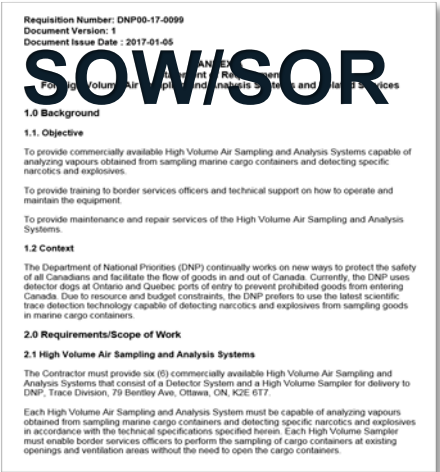 Requisition Number: DNP00-17-0099
Document Version: 1
Document Issue Date : 2017-01-05
SOW/SOR
1.0 Background
1.1. Objective
To provide commercially available High Volume Air Sampling and Analysis Systems capable of
analyzing vapours obtained from sampling marine cargo containers and detecting specific
narcotics and explosives.
To provide training to border services officers and technical support on how to operate and
maintain the equipment.
To provide maintenance and repair services of the High Volume Air Sampling and Analysis
Systems.
1.2 Context
The Department of National Priorities (DNP) continually works on new ways to protect the safety
of all Canadians and facilitate the flow of goods in and out of Canada. Currently, the DNP uses
detector dogs at Ontario and Quebec ports of entry to prevent prohibited goods from entering
Canada. Due to resource and budget constraints, the DNP prefers to use the latest scientific
trace detection technology capable of detecting narcotics and explosives from sampling goods
in marine cargo containers.
2.0 Requirements/Scope of Work
2.1 High Volume Air Sampling and Analysis Systems
The Contractor must provide six (6) commercially available High Volume Air Sampling and
Analysis Systems that consist of a Detector System and a High Volume Sampler for delivery to
DNP, Trace Division, 79 Bentley Ave, Ottawa, ON, K2E 6T7.
Each High Volume Air Sampling and Analysis System must be capable of analyzing vapours
obtained from sampling marine cargo containers and detecting specific narcotics and explosives
in accordance with the technical specifications specified herein. Each High Volume Sampler
must enable border services officers to perform the sampling of cargo containers at existing
openings and ventilation areas without the need to open the cargo containers.